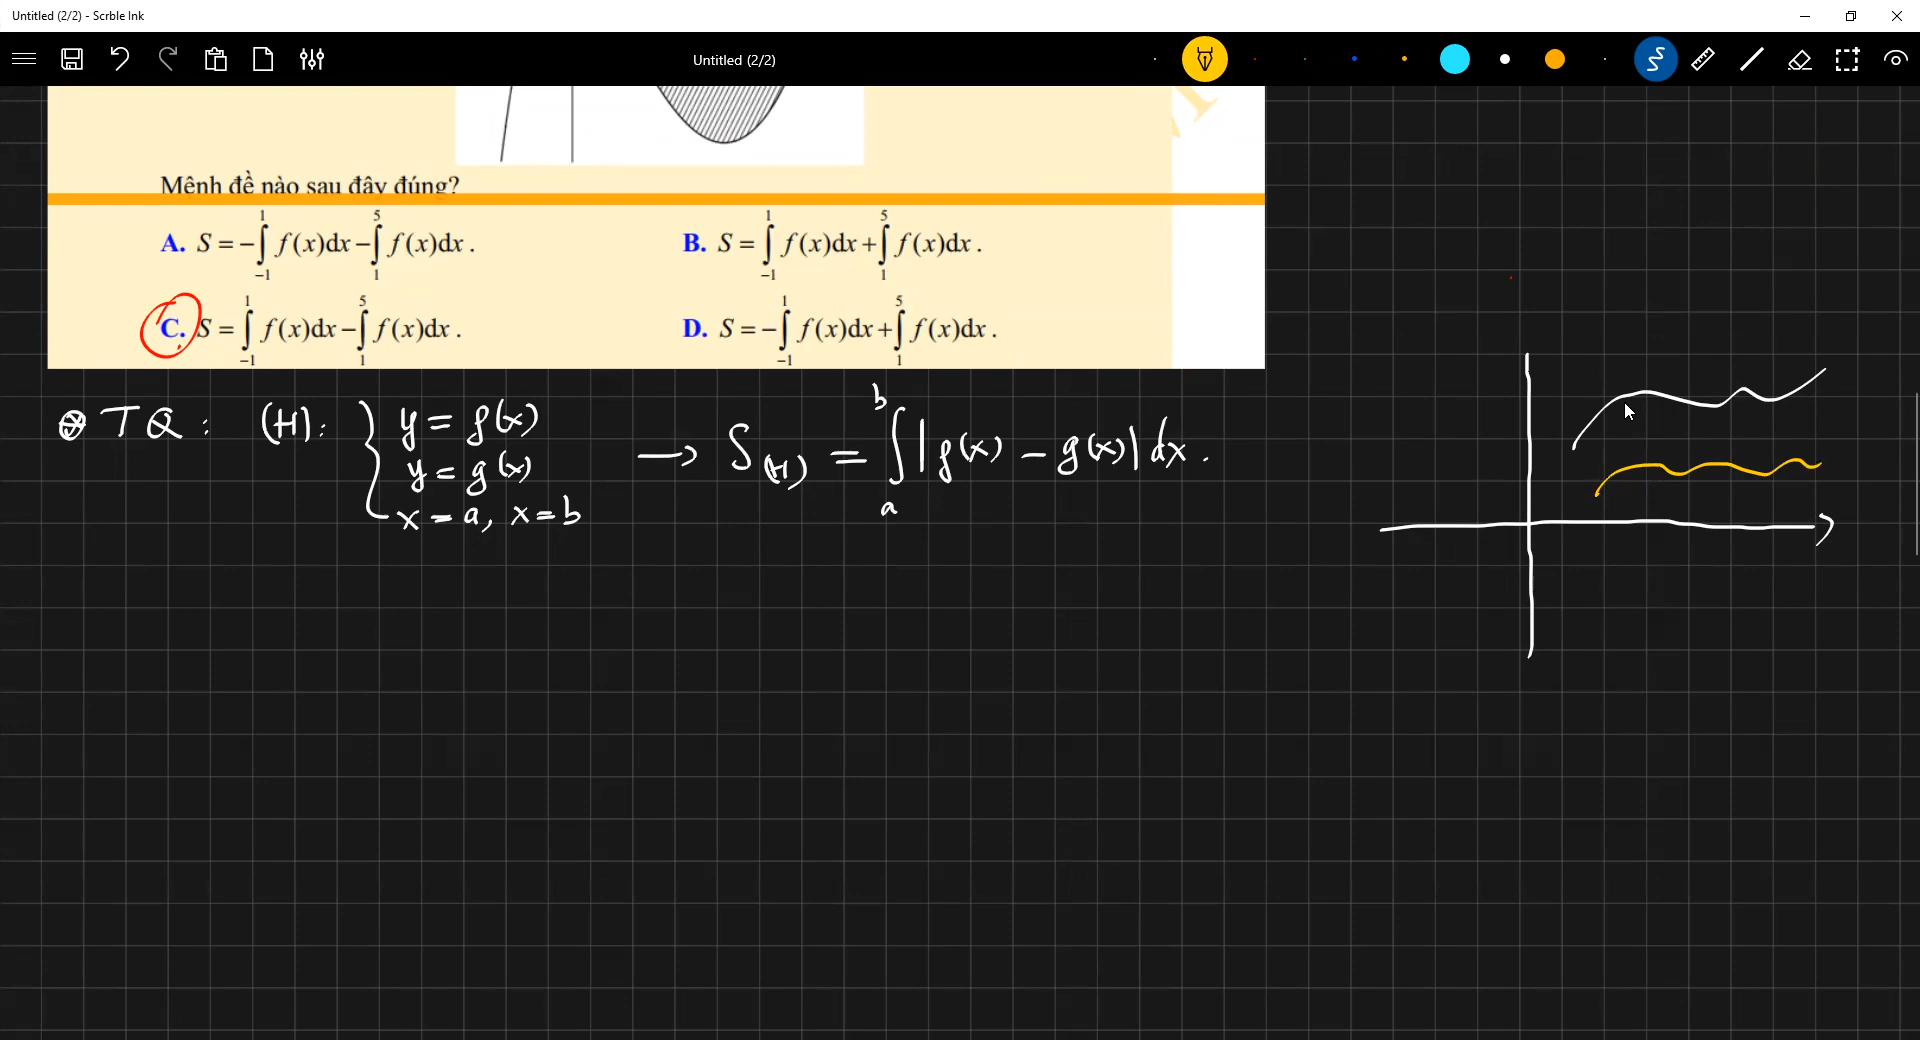 Untitled (2/2) - Scrble Ink
Untitled (2/2)
Mệnh đề nào sau đây đúng?
A. S = -∫_{-1}^{1} f(x)dx - ∫_{1}^{5} f(x)dx.
B. S = ∫_{-1}^{1} f(x)dx + ∫_{1}^{5} f(x)dx.
C. S = ∫_{-1}^{1} f(x)dx - ∫_{1}^{5} f(x)dx.
D. S = -∫_{-1}^{1} f(x)dx + ∫_{1}^{5} f(x)dx.
⊛ TQ: (H): { y = f(x)
y = g(x)
x = a, x = b
→ S_{(H)} = ∫_{a}^{b} |f(x) - g(x)| dx.